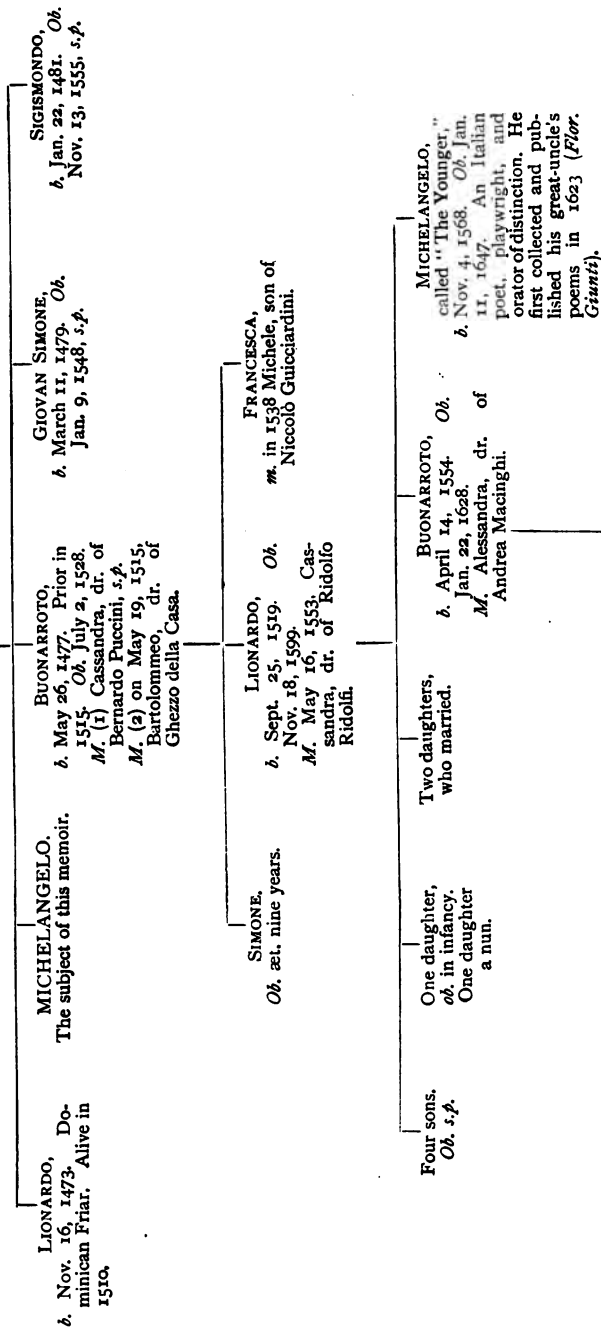 LIONARDO,
b. Nov. 16, 1473. Do-
minican Friar. Alive in
1510.
MICHELANGELO.
The subject of this memoir.
BUONARROTO,
b. May 26, 1477. Prior in
1515. Ob. July 2, 1528.
M. (1) Cassandra, dr. of
Bernardo Puccini, s.p.
M. (2) on May 19, 1515,
Bartolommeo, dr. of
Ghezzo della Casa.
GIOVAN SIMONE,
b. March 11, 1479. Ob.
Jan. 9, 1548, s.p.
SIGISMONDO,
b. Jan. 22, 1481. Ob.
Nov. 13, 1555, s.p.
SIMONE.
Ob. æt. nine years.
LIONARDO,
b. Sept. 25, 1519. Ob.
Nov. 18, 1599.
M. May 16, 1553, Cas-
sandra, dr. of Ridolfo
Ridolfi.
FRANCESCA,
m. in 1538 Michele, son of
Niccolò Guicciardini.
Four sons.
Ob. s.p.
One daughter,
ob. in infancy.
One daughter
a nun.
Two daughters,
who married.
BUONARROTO,
b. April 14, 1554. Ob.
Jan. 22, 1628.
M. Alessandra, dr. of
Andrea Macinghi.
MICHELANGELO,
called "The Younger,"
b. Nov. 4, 1568. Ob. Jan.
11, 1647. An Italian
poet, playwright, and
orator of distinction. He
first collected and pub-
lished his great-uncle's
poems in 1623 (Flor.
Giunti).